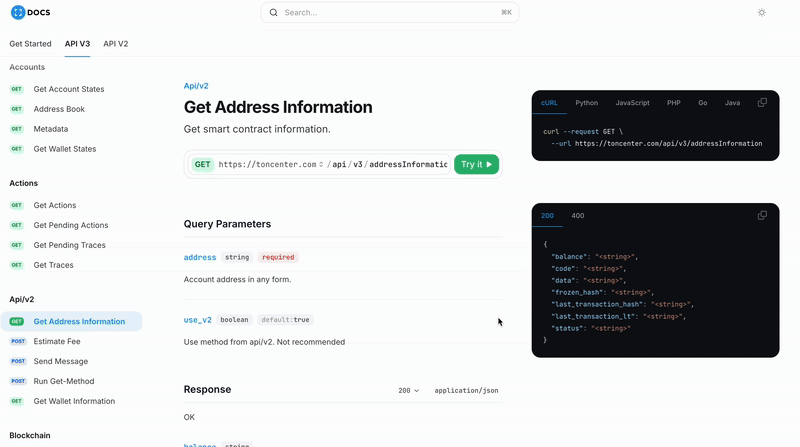 DOCS
Search...
⌘K
Get Started
API V3
API V2
Accounts
GET Get Account States
GET Address Book
GET Metadata
GET Get Wallet States
Actions
GET Get Actions
GET Get Pending Actions
GET Get Pending Traces
GET Get Traces
Api/v2
GET Get Address Information
POST Estimate Fee
POST Send Message
POST Run Get-Method
GET Get Wallet Information
Blockchain
Api/v2
Get Address Information
Get smart contract information.
GET https://toncenter.com / api / v3 / addressInformatic
Try it
Query Parameters
address string required
Account address in any form.
use_v2 boolean default:true
Use method from api/v2. Not recommended
Response
200 application/json
OK
balance string
cURL Python JavaScript PHP Go Java
curl --request GET \
--url https://toncenter.com/api/v3/addressInformation
200 400
{
"balance": "<string>",
"code": "<string>",
"data": "<string>",
"frozen_hash": "<string>",
"last_transaction_hash": "<string>",
"last_transaction_lt": "<string>",
"status": "<string>"
}